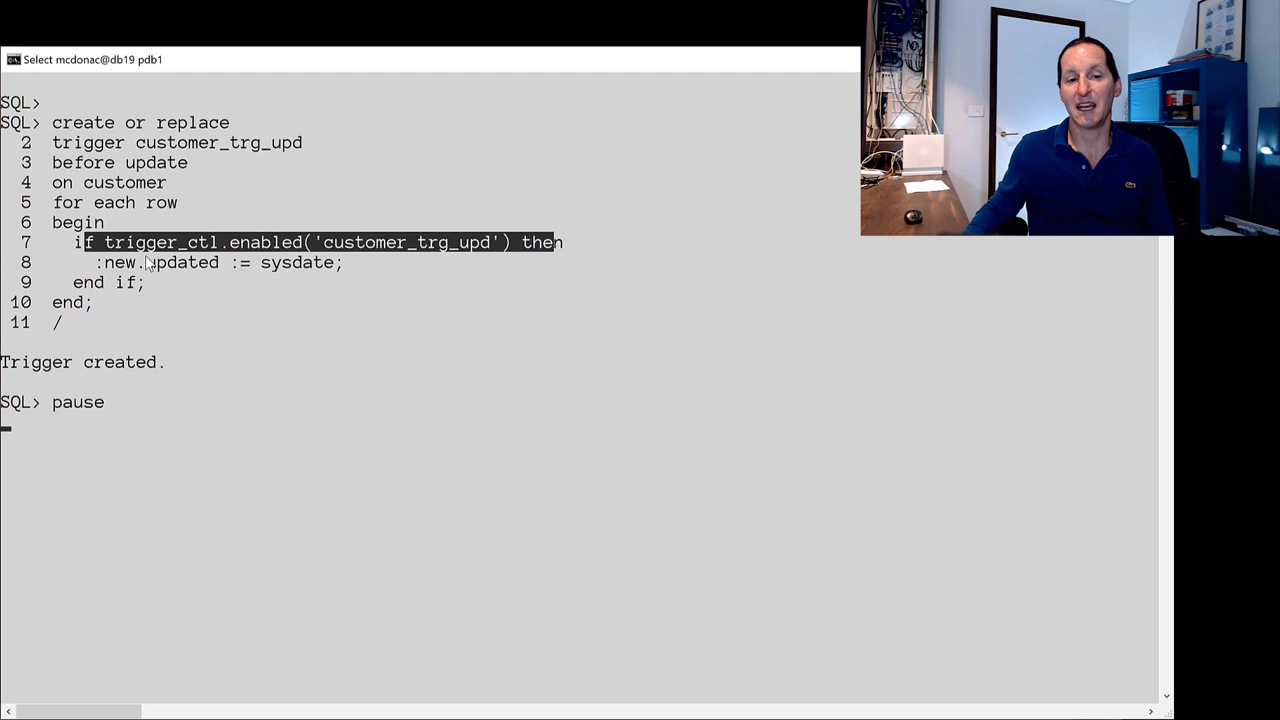 Select mcdonac@db19 pdb1
SQL>
SQL> create or replace
2 trigger customer_trg_upd
3 before update
4 on customer
5 for each row
6 begin
7 if trigger_ctl.enabled('customer_trg_upd') then
8 :new.updated := sysdate;
9 end if;
10 end;
11 /
Trigger created.
SQL> pause